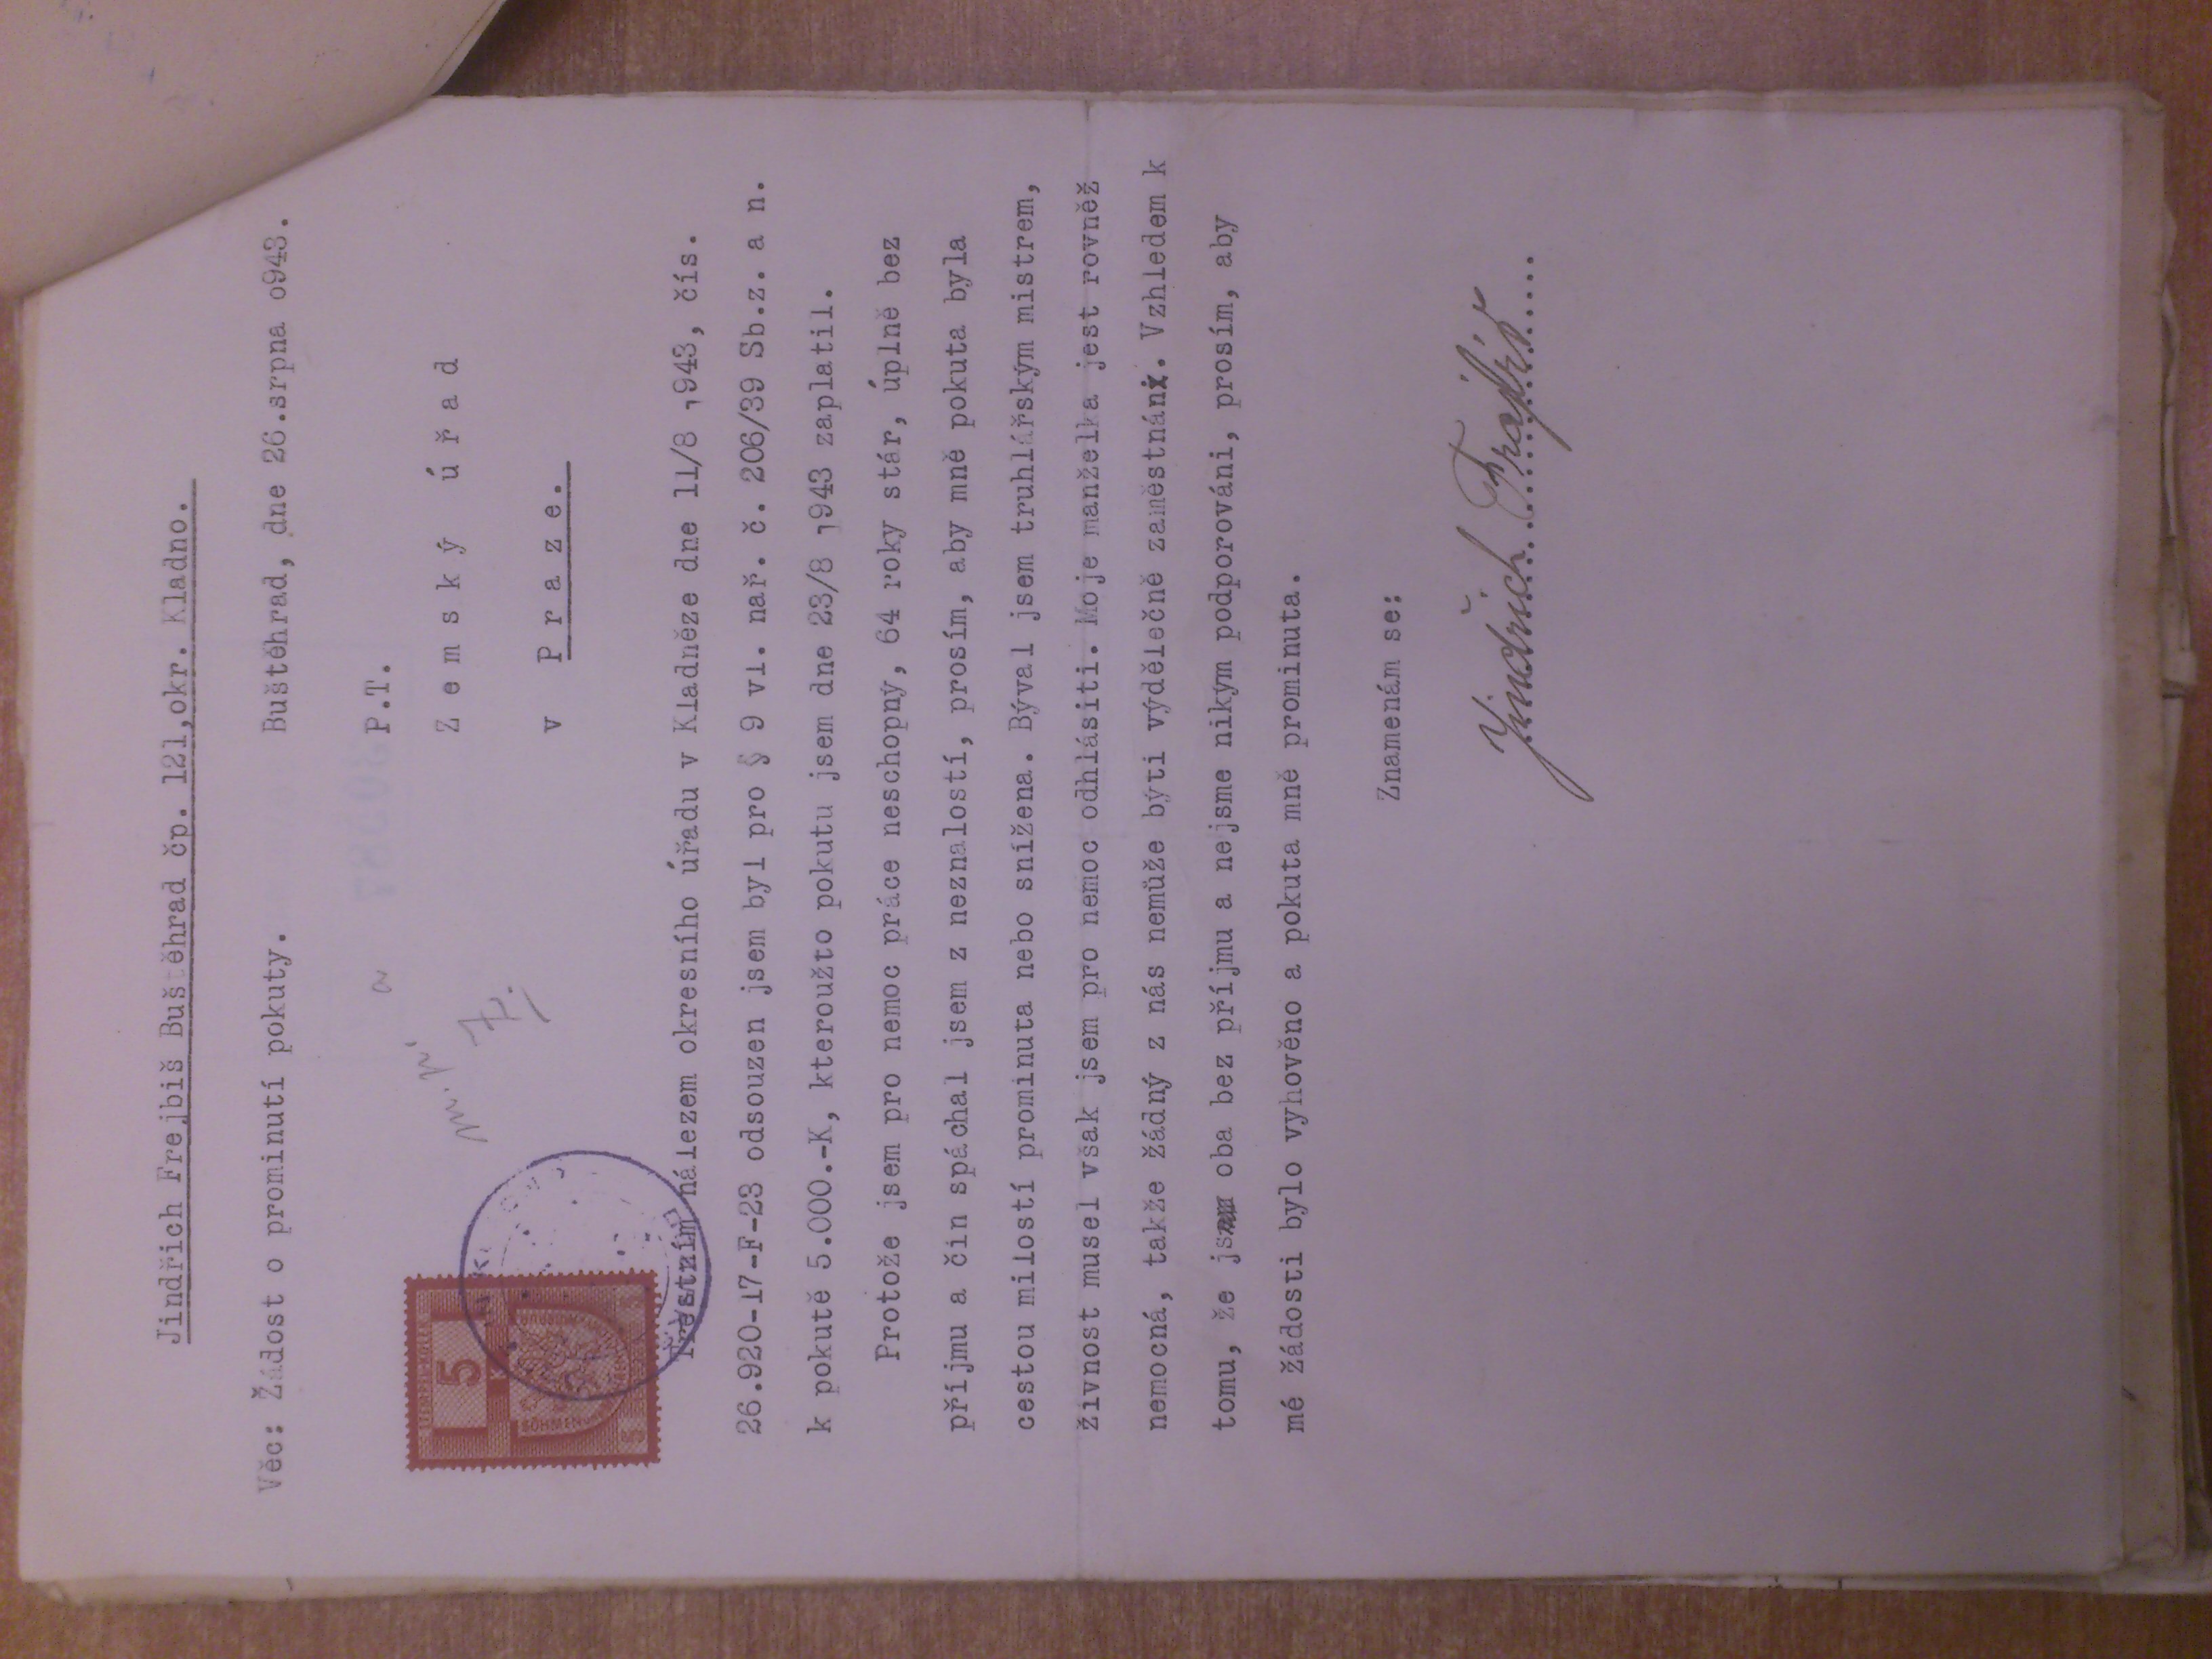 Jindřich Frejbiš Buštěhrad čp. 121,okr. Kladno.
Věc: Žádost o prominutí pokuty.
Buštěhrad, dne 26.srpna o943.
P.T.
Zemský úřad
v Praze.
m. p. a
STEMPEL-KOLEK
5
K
5
Trestním nálezem okresního úřadu v Kladněze dne 11/8 1943, čís.
26.920-17-F-23 odsouzen jsem byl pro § 9 vl. nař. č. 206/39 Sb.z. a n.
k pokutě 5.000.-K, kteroužto pokutu jsem dne 23/8 1943 zaplatil.
Protože jsem pro nemoc práce neschopný, 64 roky stár, úplně bez
příjmu a čin spáchal jsem z neznalostí, prosím, aby mně pokuta byla
cestou milostí prominuta nebo snížena. Býval jsem truhlářským mistrem,
živnost musel však jsem pro nemoc odhlásiti. Moje manželka jest rovněž
nemocná, takže žádný z nás nemůže býti výdělečně zaměstnán. Vzhledem k
tomu, že jsme oba bez příjmu a nejsme nikým podporováni, prosím, aby
mé žádosti bylo vyhověno a pokuta mně prominuta.
Znamenám se:
Jindřich Frajbiš